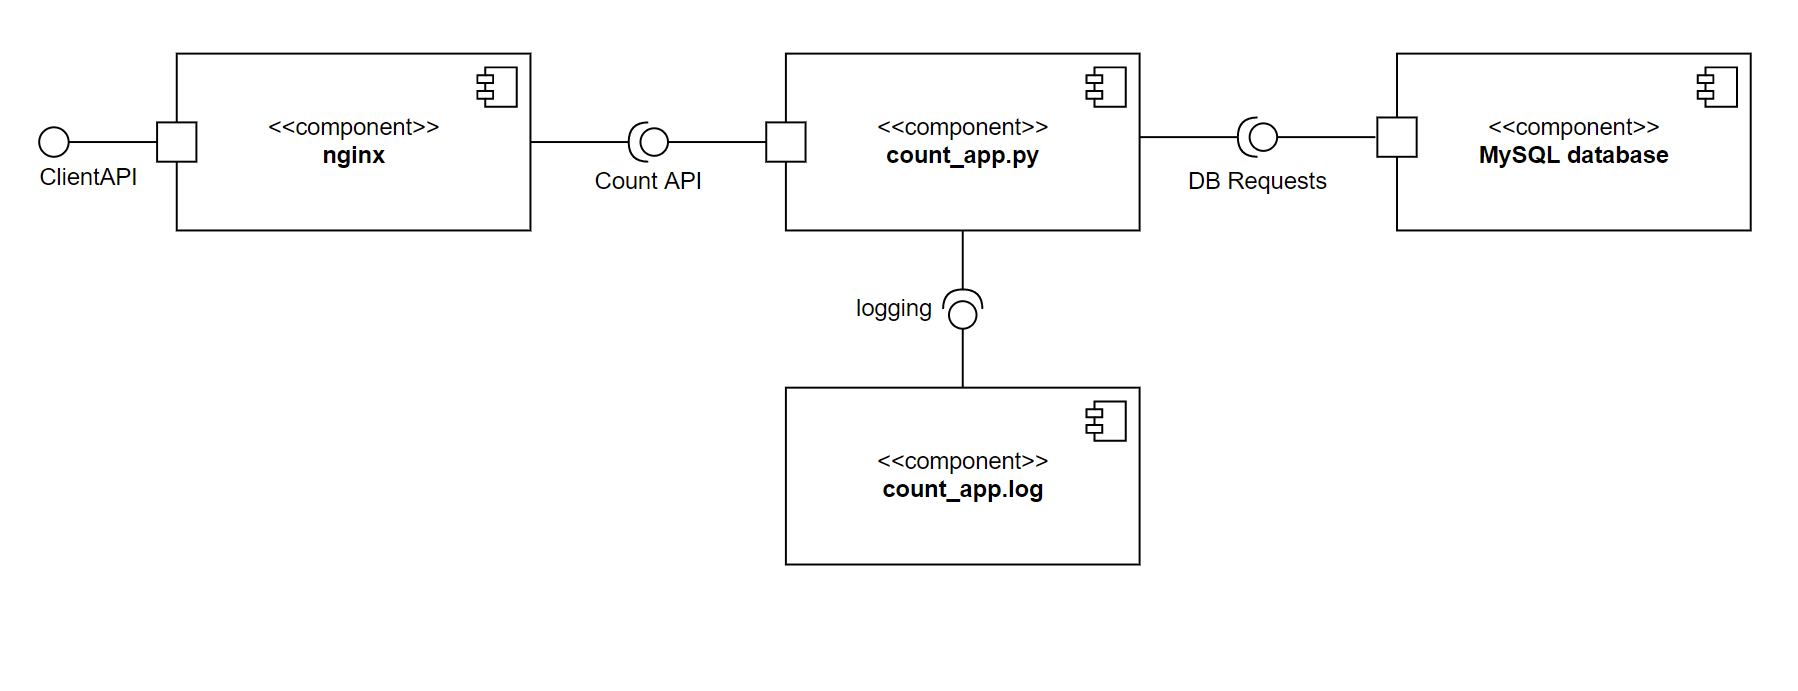 <<component>>
nginx
ClientAPI
Count API
<<component>>
count_app.py
DB Requests
<<component>>
MySQL database
logging
<<component>>
count_app.log